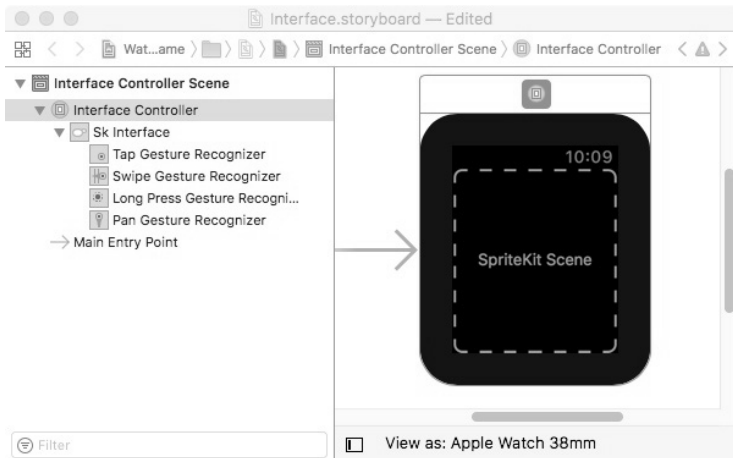 Interface.storyboard — Edited
Wat...ame
Interface Controller Scene
Interface Controller
Interface Controller Scene
Interface Controller
Sk Interface
Tap Gesture Recognizer
Swipe Gesture Recognizer
Long Press Gesture Recogni...
Pan Gesture Recognizer
Main Entry Point
10:09
SpriteKit Scene
Filter
View as: Apple Watch 38mm